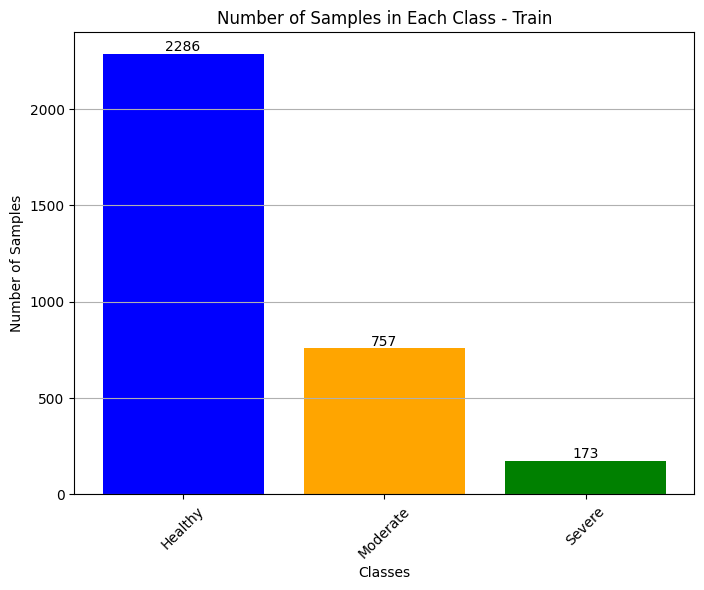 Number of Samples in Each Class - Train
2286
2000
1500
1000
757
500
173
0
Number of Samples
Healthy
Moderate
Severe
Classes